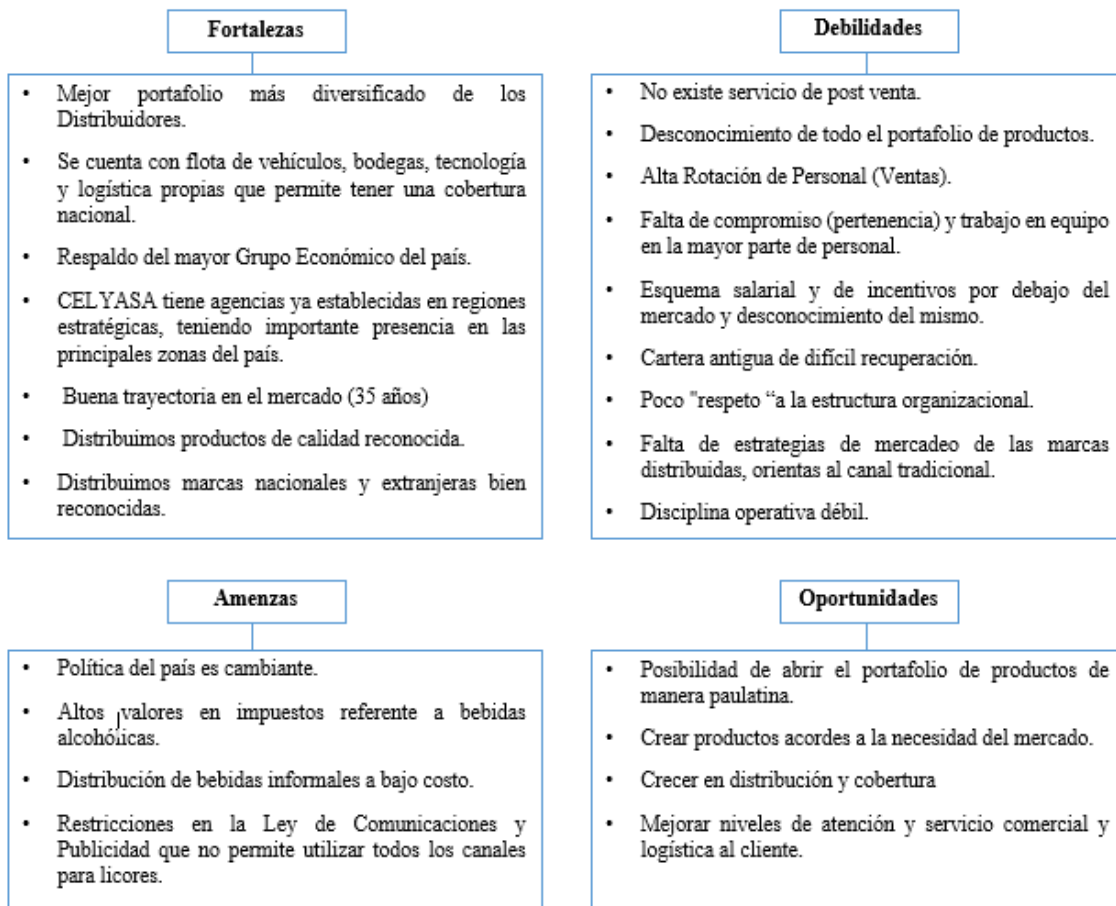 Fortalezas
• Mejor portafolio más diversificado de los
Distribuidores.
• Se cuenta con flota de vehículos, bodegas, tecnología
y logística propias que permite tener una cobertura
nacional.
• Respaldo del mayor Grupo Económico del país.
• CELYASA tiene agencias ya establecidas en regiones
estratégicas, teniendo importante presencia en las
principales zonas del país.
• Buena trayectoria en el mercado (35 años)
• Distribuimos productos de calidad reconocida.
• Distribuimos marcas nacionales y extranjeras bien
reconocidas.
Debilidades
• No existe servicio de post venta.
• Desconocimiento de todo el portafolio de productos.
• Alta Rotación de Personal (Ventas).
• Falta de compromiso (pertenencia) y trabajo en equipo
en la mayor parte de personal.
• Esquema salarial y de incentivos por debajo del
mercado y desconocimiento del mismo.
• Cartera antigua de difícil recuperación.
• Poco "respeto “a la estructura organizacional.
• Falta de estrategias de mercadeo de las marcas
distribuidas, orientas al canal tradicional.
• Disciplina operativa débil.
Amenzas
• Política del país es cambiante.
• Altos valores en impuestos referente a bebidas
alcohólicas.
• Distribución de bebidas informales a bajo costo.
• Restricciones en la Ley de Comunicaciones y
Publicidad que no permite utilizar todos los canales
para licores.
Oportunidades
• Posibilidad de abrir el portafolio de productos de
manera paulatina.
• Crear productos acordes a la necesidad del mercado.
• Crecer en distribución y cobertura
• Mejorar niveles de atención y servicio comercial y
logística al cliente.